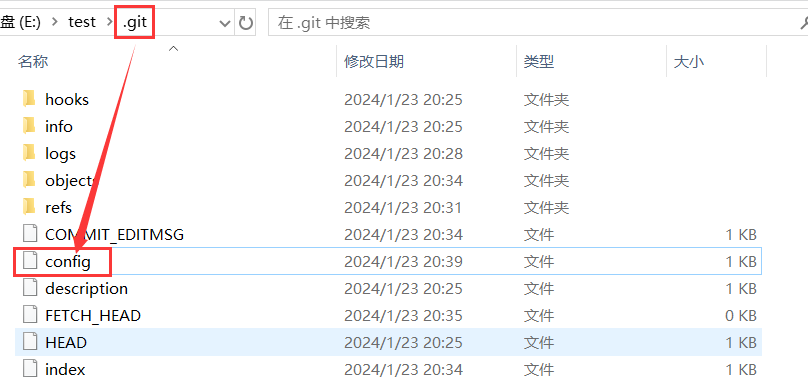 盘 (E:) > test > .git 在 .git 中搜索
名称 修改日期 类型 大小
hooks 2024/1/23 20:25 文件夹
info 2024/1/23 20:25 文件夹
logs 2024/1/23 20:28 文件夹
objects 2024/1/23 20:34 文件夹
refs 2024/1/23 20:31 文件夹
COMMIT_EDITMSG 2024/1/23 20:34 文件 1 KB
config 2024/1/23 20:39 文件 1 KB
description 2024/1/23 20:25 文件 1 KB
FETCH_HEAD 2024/1/23 20:35 文件 0 KB
HEAD 2024/1/23 20:25 文件 1 KB
index 2024/1/23 20:34 文件 1 KB